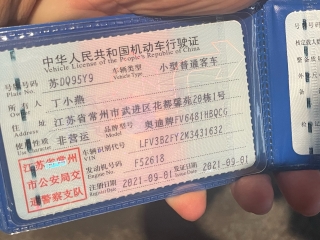 中华人民共和国机动车行驶证
Vehicle License of the People's Republic of China
号牌号码 苏DQ95Y9 车辆类型 小型普通客车
Plate No. Vehicle Type
所有人 丁小燕
Owner
住址 江苏省常州市武进区花都馨苑28栋1号
Address
使用性质 非营运 品牌型号 奥迪牌FV6481HBQCG
Use Character Model
车辆识别代号 LFV3B2FY2M3431632
VIN
发动机号码 F52618
Engine No.
江苏省常州
市公安局交
通警察支队
注册日期 2021-09-01 发证日期 2021-09-01
Register Date Issue Date